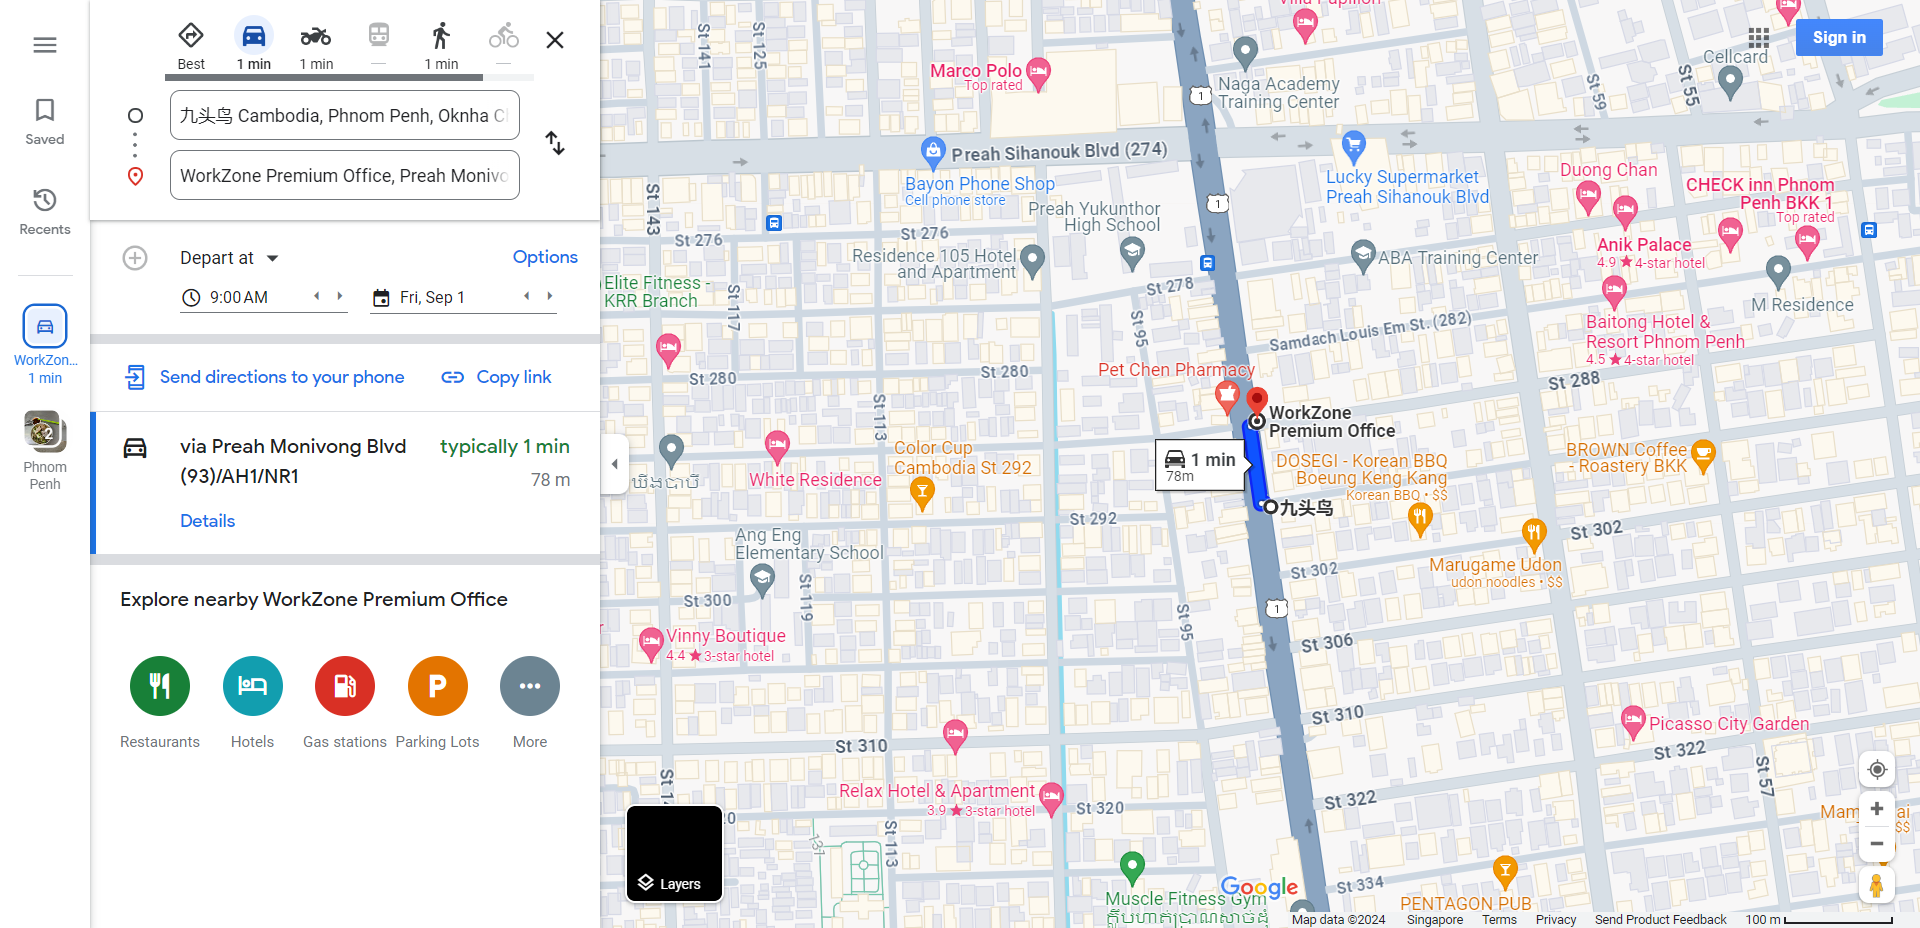 Best
1 min
1 min
1 min
Saved
Recents
WorkZon...
1 min
Phnom
Penh
九头鸟 Cambodia, Phnom Penh, Oknha
WorkZone Premium Office, Preah Monivo
Depart at
Options
9:00 AM
Fri, Sep 1
Send directions to your phone
Copy link
via Preah Monivong Blvd
(93)/AH1/NR1
typically 1 min
78 m
Details
Explore nearby WorkZone Premium Office
Restaurants
Hotels
Gas stations
P
Parking Lots
More
Layers
Sign in
St 141
St 125
Marco Polo
Top rated
Naga Academy
Training Center
Cellcard
St 59
St 55
1
Preah Sihanouk Blvd (274)
Bayon Phone Shop
Cell phone store
Lucky Supermarket
Preah Sihanouk Blvd
Duong Chan
CHECK inn Phnom
Penh BKK 1
Top rated
St 143
Preah Yukunthor
High School
1
St 276
St 276
Residence 105 Hotel
and Apartment
ABA Training Center
Anik Palace
4.9 ★ 4-star hotel
M Residence
Elite Fitness -
KRR Branch
St 117
St 278
St 95
Samdach Louis Em St. (282)
Baitong Hotel &
Resort Phnom Penh
4.5 ★ 4-star hotel
St 280
St 280
Pet Chen Pharmacy
St 288
St 113
WorkZone
Premium Office
1 min
78m
Color Cup
Cambodia St 292
White Residence
DOSEGI - Korean BBQ
Boeung Keng Kang
Korean BBQ • $$
BROWN Coffee
- Roastery BKK
九头鸟
St 292
St 302
Ang Eng
Elementary School
St 302
Marugame Udon
udon noodles • $$
St 119
St 300
1
St 95
St 306
Vinny Boutique
4.4 ★ 3-star hotel
St 310
St 310
Picasso City Garden
St 322
St 57
Relax Hotel & Apartment
3.9 ★ 3-star hotel
St 320
St 322
St 113
131
Muscle Fitness Gym
Google
St 334
PENTAGON PUB
Map data ©2024
Singapore
Terms
Privacy
Send Product Feedback
100 m